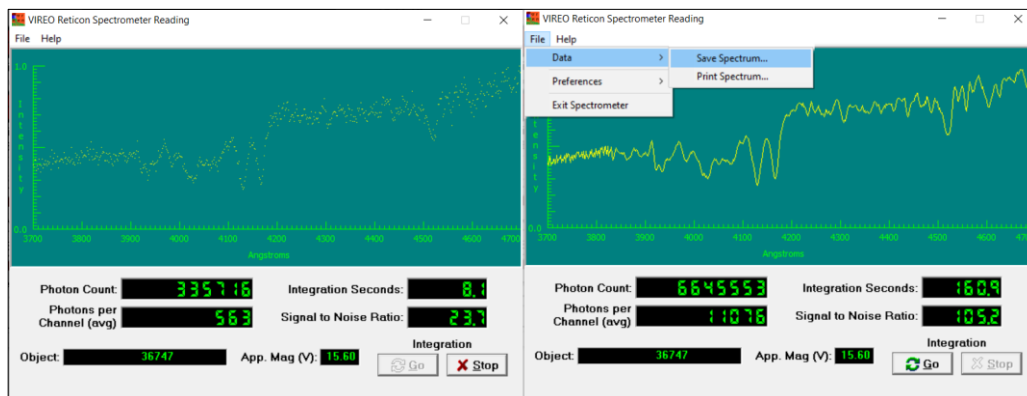 VIREO Reticon Spectrometer Reading
File Help
1.0
Intensity
0.0
3700 3800 3900 4000 4100 4200 4300 4400 4500 4600 4700
Angstroms
Photon Count: 335716
Integration Seconds: 8.1
Photons per
Channel (avg) 563
Signal to Noise Ratio: 23.7
Integration
Object: 36747
App. Mag (V): 15.60
Go
Stop
VIREO Reticon Spectrometer Reading
File Help
Data
Save Spectrum...
Print Spectrum...
Preferences
Exit Spectrometer
ensity
0.0
3700 3800 3900 4000 4100 4200 4300 4400 4500 4600 470
Angstroms
Photon Count: 6645553
Integration Seconds: 160.9
Photons per
Channel (avg) 11076
Signal to Noise Ratio: 105.2
Integration
Object: 36747
App. Mag (V): 15.60
Go
Stop